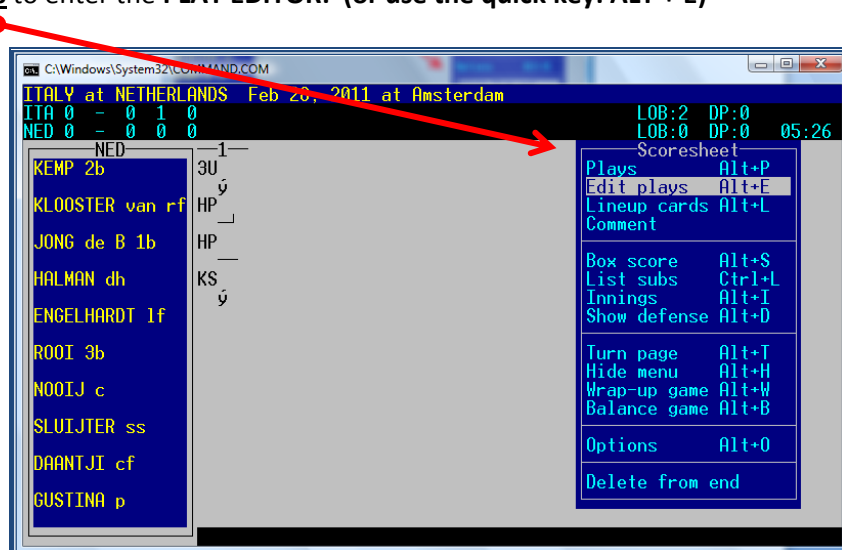 to enter the PLAY EDITOR. (or use the quick key: ALT + E)
C:\Windows\System32\COMMAND.COM
ITALY at NETHERLANDS Feb 26, 2011 at Amsterdam
ITA 0 - 0 1 0 LOB:2 DP:0
NED 0 - 0 0 0 LOB:0 DP:0 05:26
NED 1
KEMP 2b 3U
ý
KLOOSTER van rf HP
JONG de B 1b HP
HALMAN dh KS
ý
ENGELHARDT lf
ROOI 3b
NOOIJ c
SLUIJTER ss
DAANTJI cf
GUSTINA p
Scoresheet
Plays Alt+P
Edit plays Alt+E
Lineup cards Alt+L
Comment
Box score Alt+S
List subs Ctrl+L
Innings Alt+I
Show defense Alt+D
Turn page Alt+T
Hide menu Alt+H
Wrap-up game Alt+W
Balance game Alt+B
Options Alt+O
Delete from end